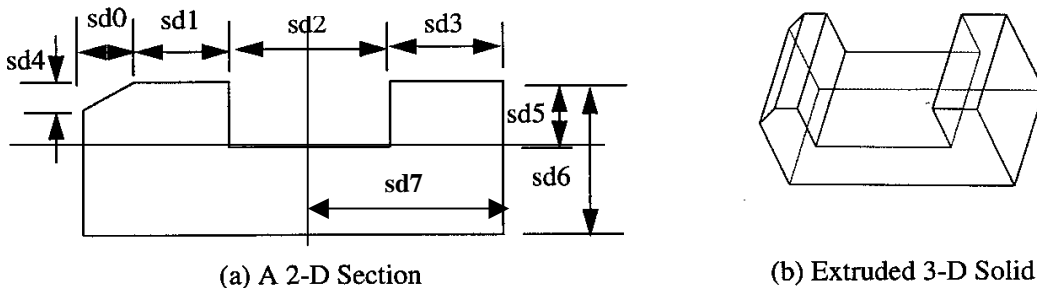 sd0 sd1 sd2 sd3
sd4
sd5
sd6
sd7
(a) A 2-D Section
(b) Extruded 3-D Solid